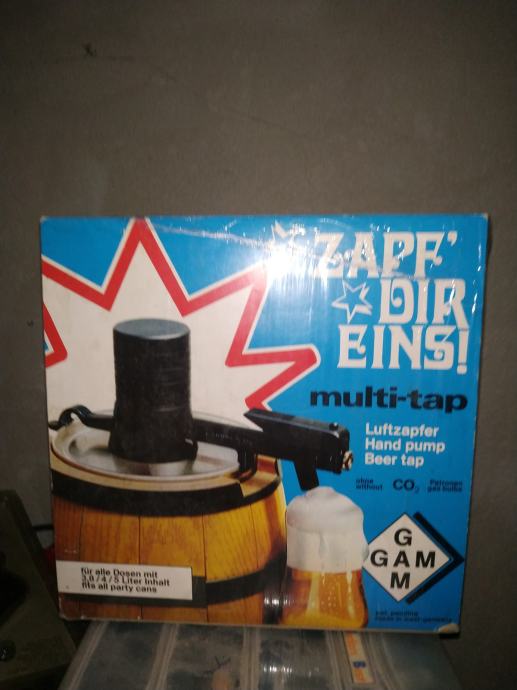 ZAPF'
DIR
EINS!
multi-tap
Luftzapfer
Hand pump
Beer tap
ohne
without
CO2
Patronen
gas-bulbs
G
GAM
M
für alle Dosen mit
3,8/4/5 Liter Inhalt
fits all party cans
pat. pending
made in west-germany